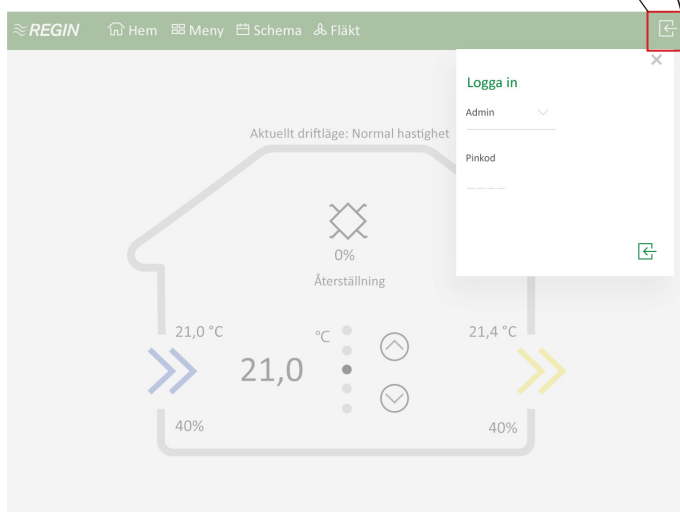 REGIN Hem Meny Schema Fläkt
Logga in
Admin
Pinkod
Aktuellt driftläge: Normal hastighet
0%
Återställning
21,0 °C
°C
21,4 °C
21,0
40%
40%